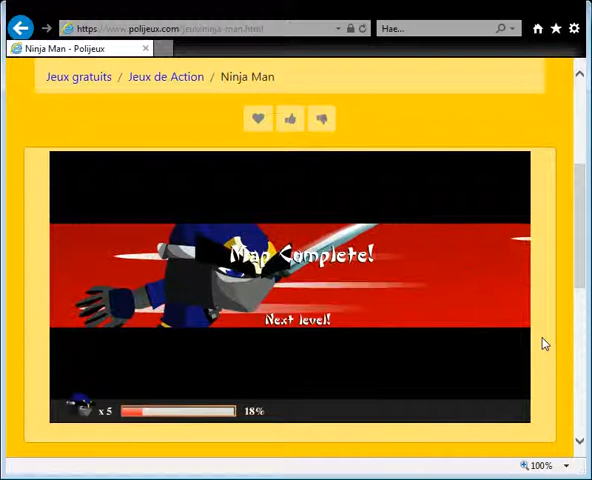 https://www.polijeux.com/jeux/ninja-man.html
Hae...
Ninja Man - Polijeux
Jeux gratuits / Jeux de Action / Ninja Man
Map Complete!
Next level!
x 5
18%
100%